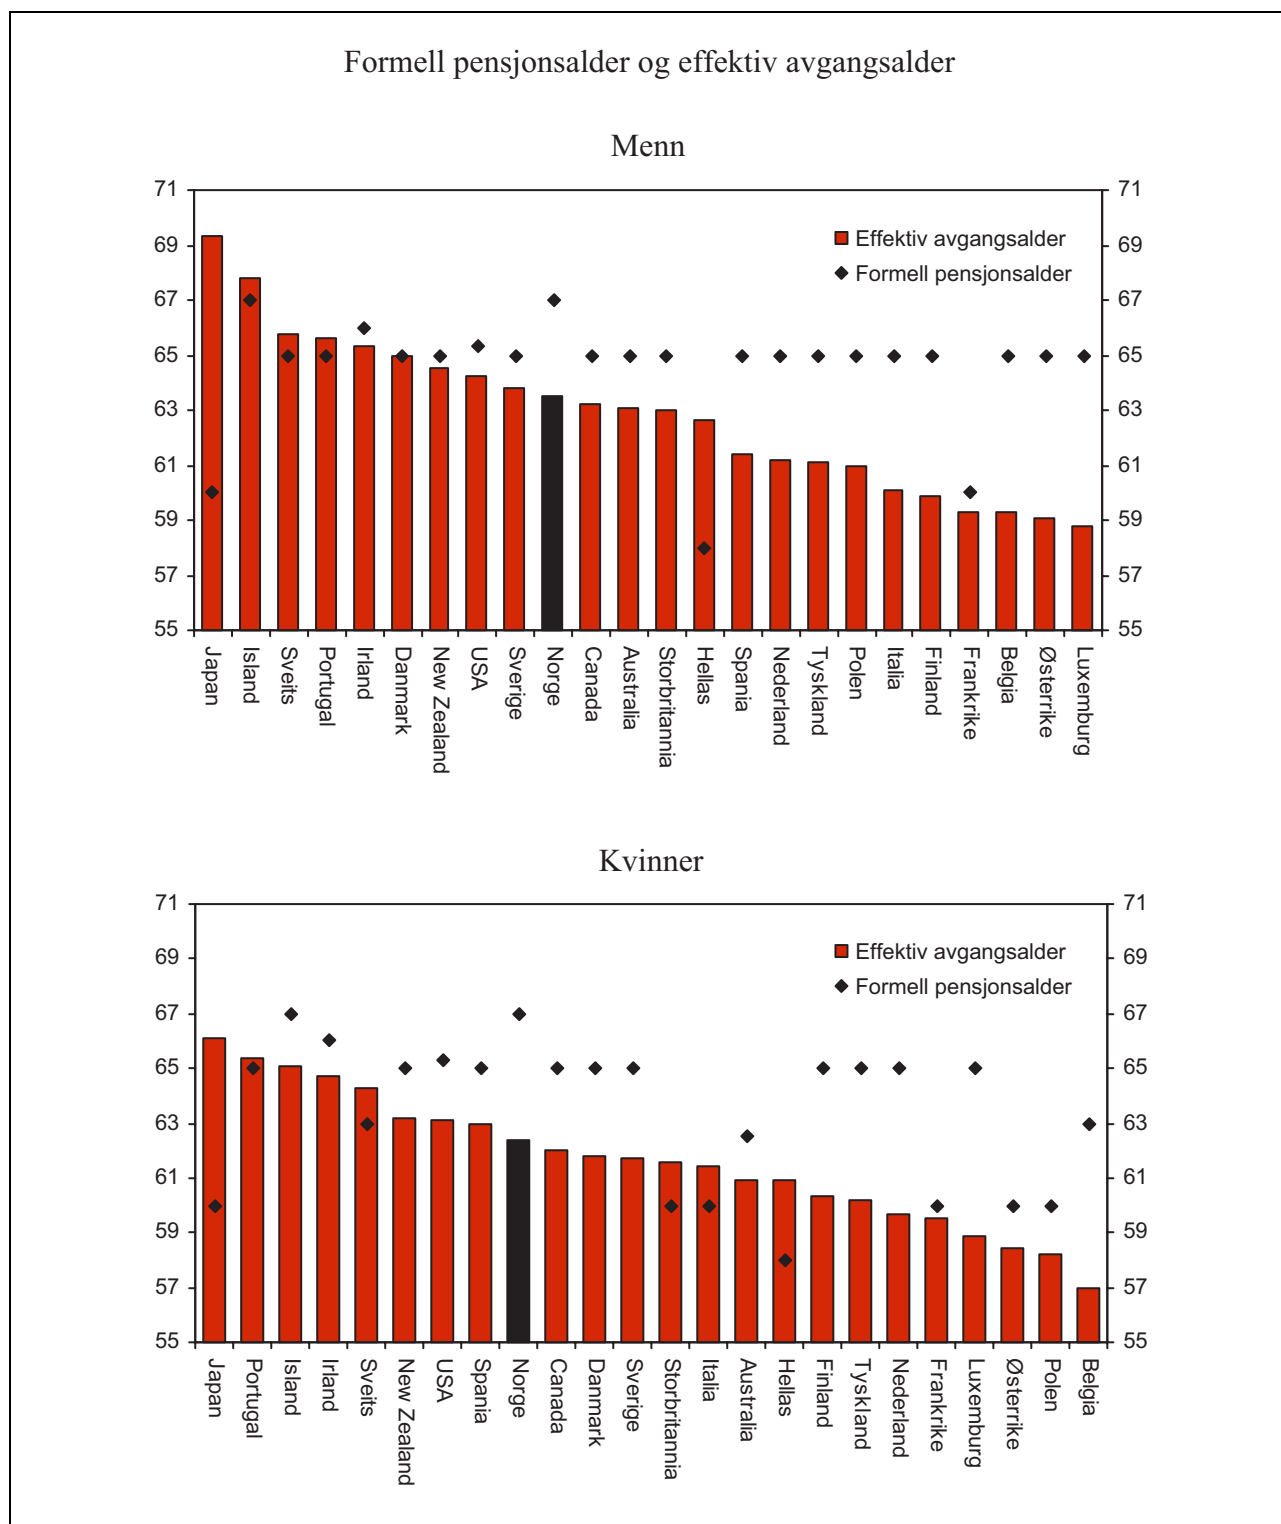 Formell pensjonsalder og effektiv avgangsalder
Menn
71 71
69 69
67 67
65 65
63 63
61 61
59 59
57 57
55 55
Effektiv avgangsalder
Formell pensjonsalder
Japan
Island
Sveits
Portugal
Irland
Danmark
New Zealand
USA
Sverige
Norge
Canada
Australia
Storbritannia
Hellas
Spania
Nederland
Tyskland
Polen
Italia
Finland
Frankrike
Belgia
Østerrike
Luxemburg
Kvinner
71 71
69 69
67 67
65 65
63 63
61 61
59 59
57 57
55 55
Effektiv avgangsalder
Formell pensjonsalder
Japan
Portugal
Island
Irland
Sveits
New Zealand
USA
Spania
Norge
Canada
Danmark
Sverige
Storbritannia
Italia
Australia
Hellas
Finland
Tyskland
Nederland
Frankrike
Luxemburg
Østerrike
Polen
Belgia